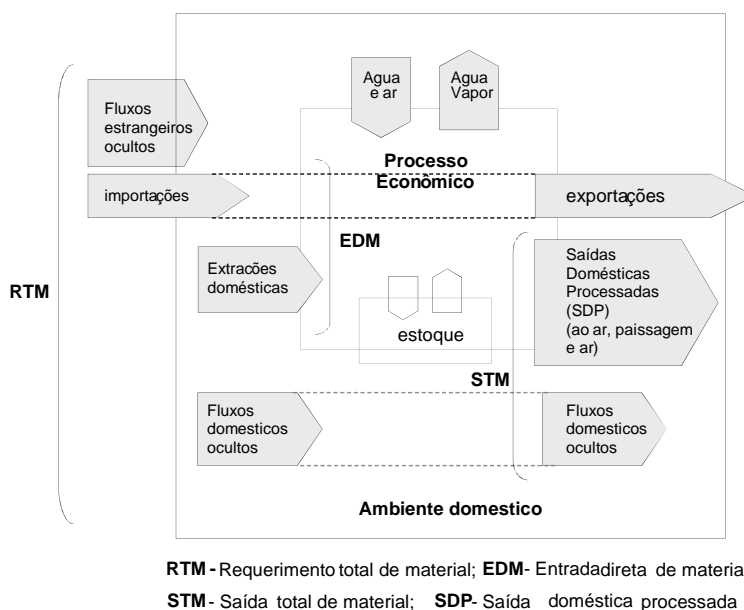 Agua
e ar
Agua
Vapor
Fluxos
estrangeiros
ocultos
Processo
Econômico
importações
exportações
EDM
Extracões
domésticas
Saídas
Domésticas
Processadas
(SDP)
(ao ar, paissagem
e ar)
RTM
estoque
STM
Fluxos
domesticos
ocultos
Fluxos
domesticos
ocultos
Ambiente domestico
RTM - Requerimento total de material; EDM- Entradadireta de materia
STM- Saída total de material; SDP- Saída doméstica processada